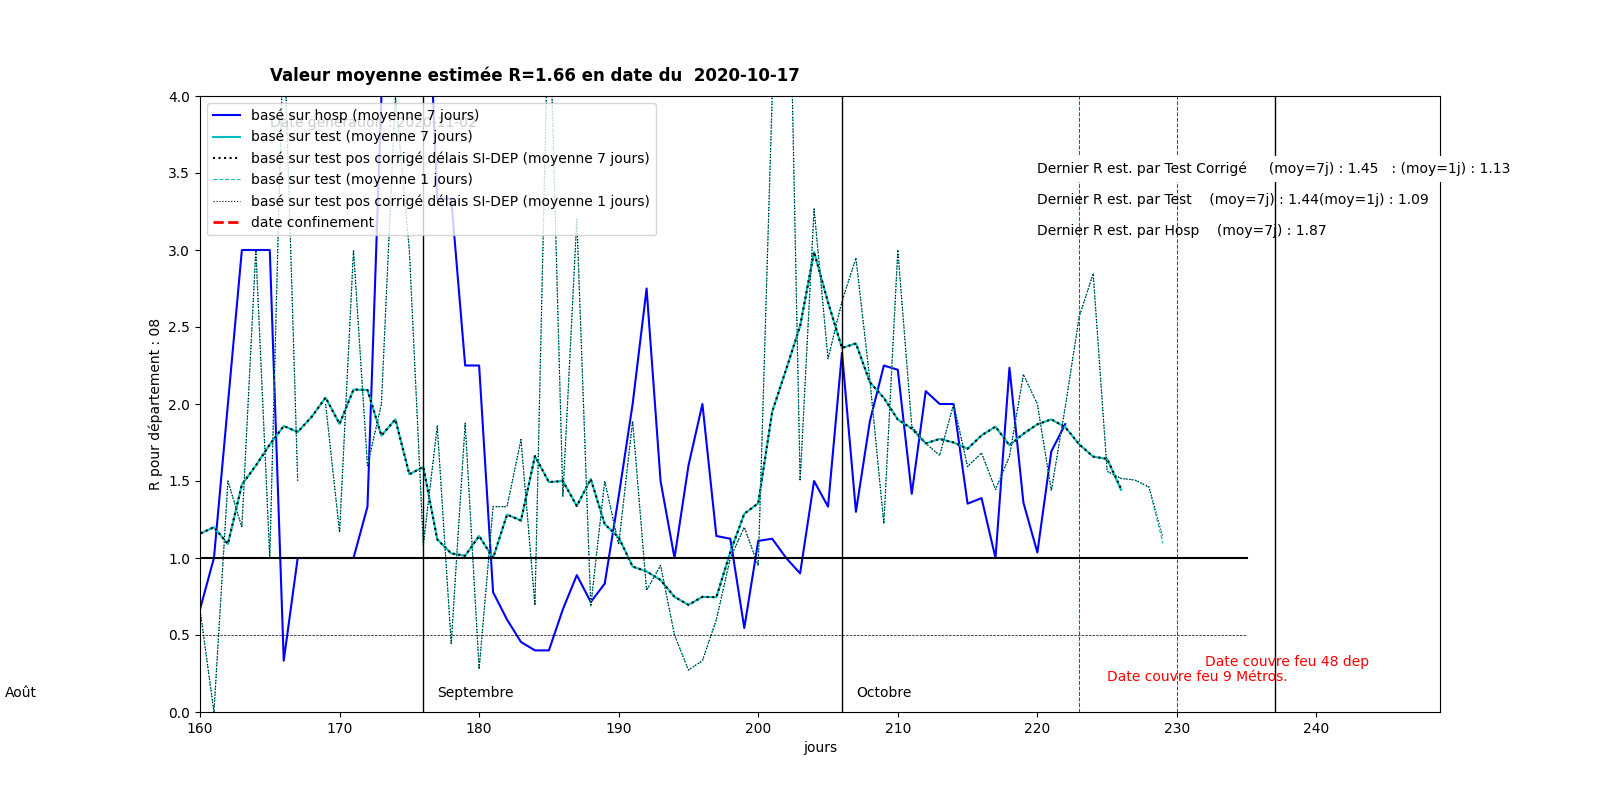 Valeur moyenne estimée R=1.66 en date du  2020-10-17
Date génération : 2020-11-02
basé sur hosp (moyenne 7 jours)
basé sur test (moyenne 7 jours)
basé sur test pos corrigé délais SI-DEP (moyenne 7 jours)
basé sur test (moyenne 1 jours)
basé sur test pos corrigé délais SI-DEP (moyenne 1 jours)
date confinement
Dernier R est. par Test Corrigé     (moy=7j) : 1.45   : (moy=1j) : 1.13
Dernier R est. par Test    (moy=7j) : 1.44(moy=1j) : 1.09
Dernier R est. par Hosp    (moy=7j) : 1.87
R pour département : 08
4.0
3.5
3.0
2.5
2.0
1.5
1.0
0.5
0.0
Date couvre feu 48 dep
Date couvre feu 9 Métros.
Août
Septembre
Octobre
160
170
180
190
200
210
220
230
240
jours